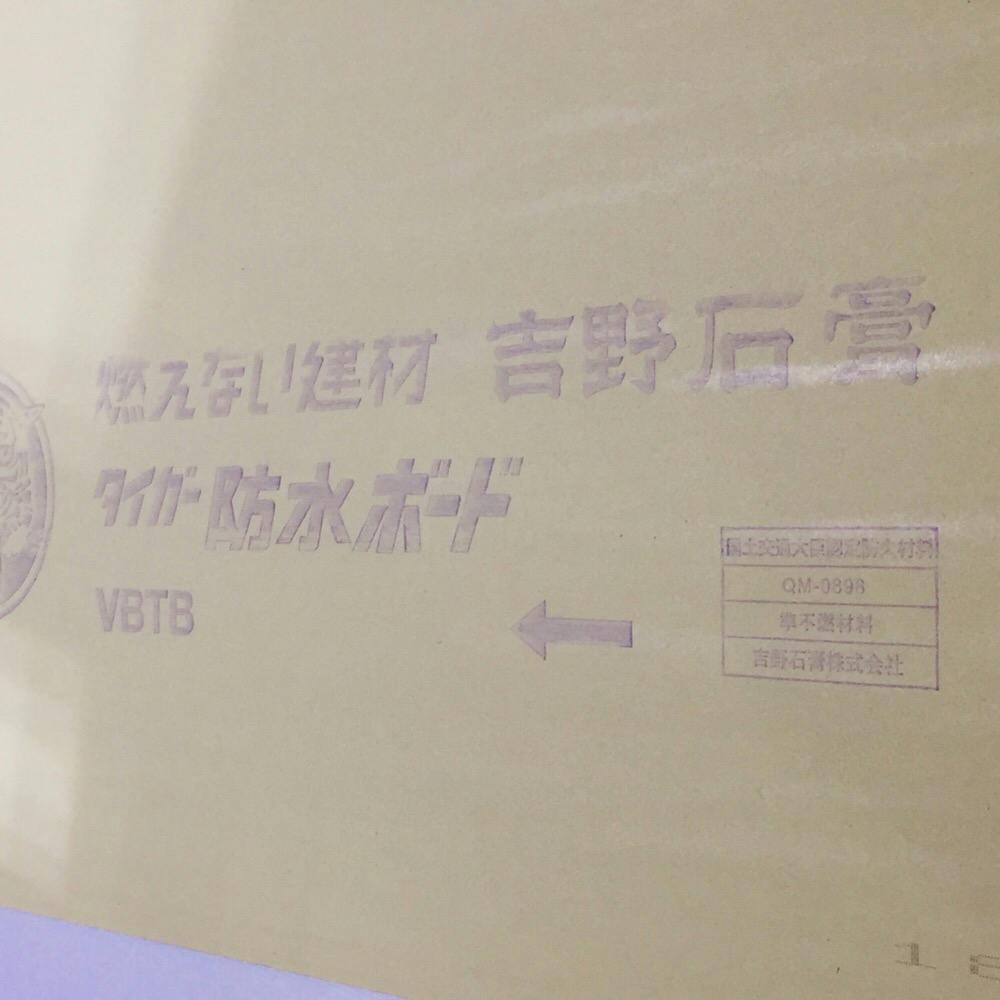 燃えない建材 吉野石膏
タイガー防水ボード
VBTB
国土交通大臣認定防火材料
QM-0898
準不燃材料
吉野石膏株式会社
1